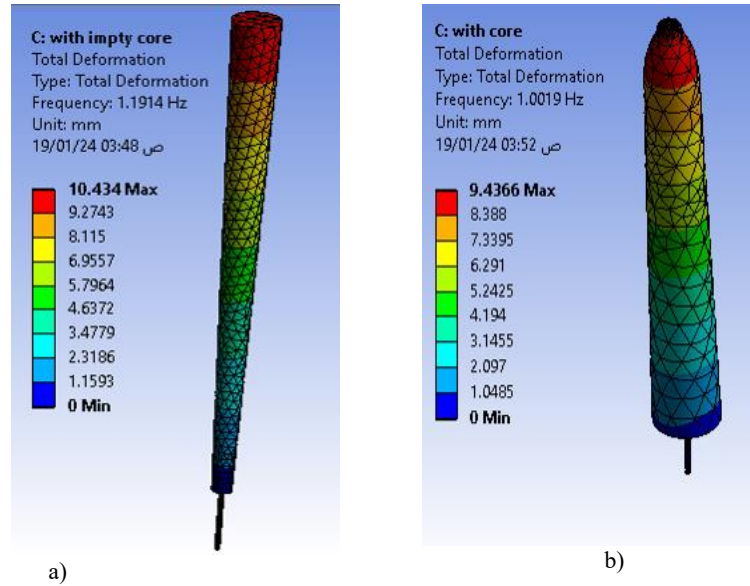 C: with impty core
Total Deformation
Type: Total Deformation
Frequency: 1.1914 Hz
Unit: mm
19/01/24 03:48 ص
10.434 Max
9.2743
8.115
6.9557
5.7964
4.6372
3.4779
2.3186
1.1593
0 Min
a)
C: with core
Total Deformation
Type: Total Deformation
Frequency: 1.0019 Hz
Unit: mm
19/01/24 03:52 ص
9.4366 Max
8.388
7.3395
6.291
5.2425
4.194
3.1455
2.097
1.0485
0 Min
b)